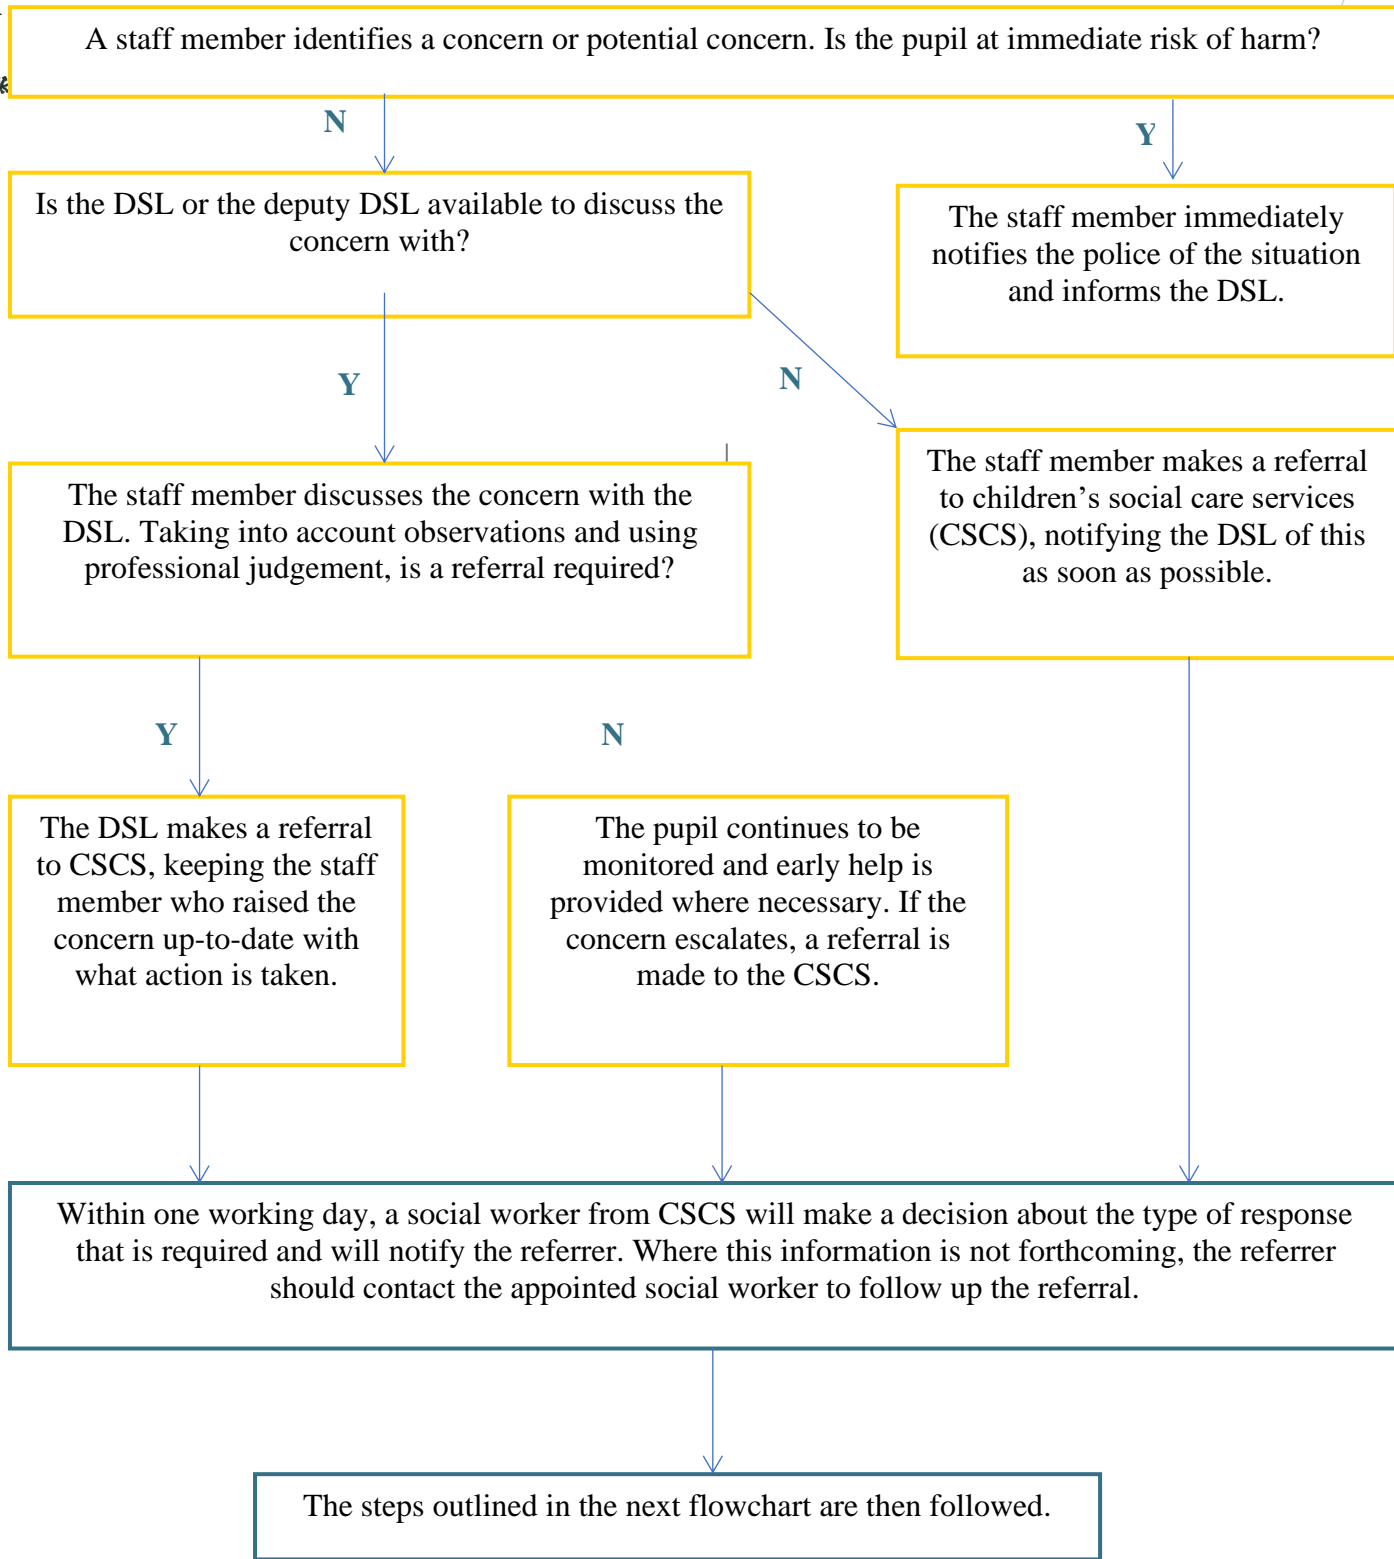 A staff member identifies a concern or potential concern. Is the pupil at immediate risk of harm?
N
Y
Is the DSL or the deputy DSL available to discuss the
concern with?
The staff member immediately
notifies the police of the situation
and informs the DSL.
Y
N
The staff member discusses the concern with the
DSL. Taking into account observations and using
professional judgement, is a referral required?
The staff member makes a referral
to children’s social care services
(CSCS), notifying the DSL of this
as soon as possible.
Y
N
The DSL makes a referral
to CSCS, keeping the staff
member who raised the
concern up-to-date with
what action is taken.
The pupil continues to be
monitored and early help is
provided where necessary. If the
concern escalates, a referral is
made to the CSCS.
Within one working day, a social worker from CSCS will make a decision about the type of response
that is required and will notify the referrer. Where this information is not forthcoming, the referrer
should contact the appointed social worker to follow up the referral.
The steps outlined in the next flowchart are then followed.